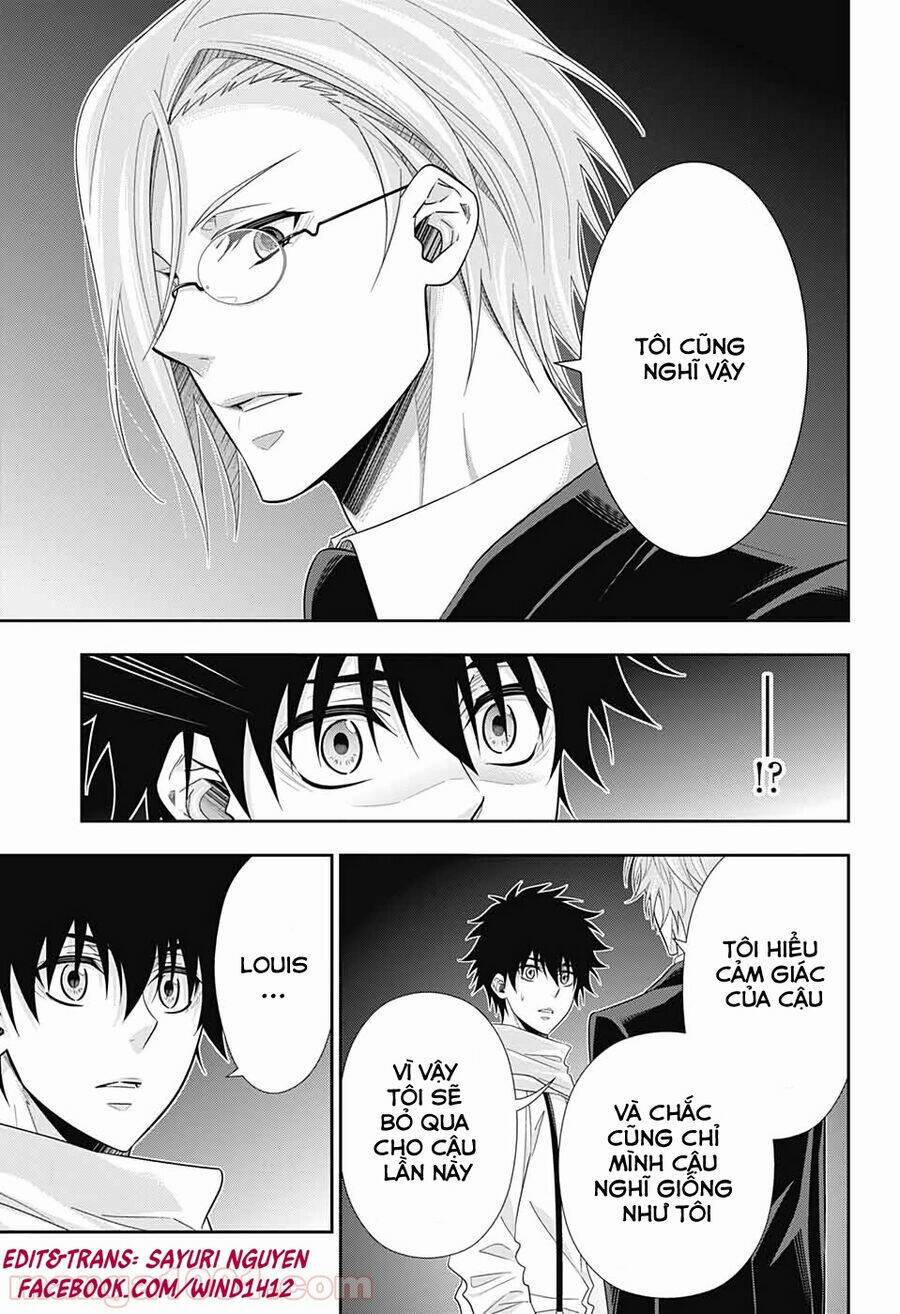 TÔI CŨNG
NGHĨ VẬY
!?
TÔI HIỂU
CẢM GIÁC
CỦA CẬU
VÀ CHẮC
CŨNG CHỈ
MÌNH CẬU
NGHĨ GIỐNG
NHƯ TÔI
VÌ VẬY
TÔI SẼ
BỎ QUA
CHO CẬU
LẦN NÀY
LOUIS
...
EDIT&TRANS: SAYURI NGUYEN
FACEBOOK.COM/WIND1412
manga1001.com